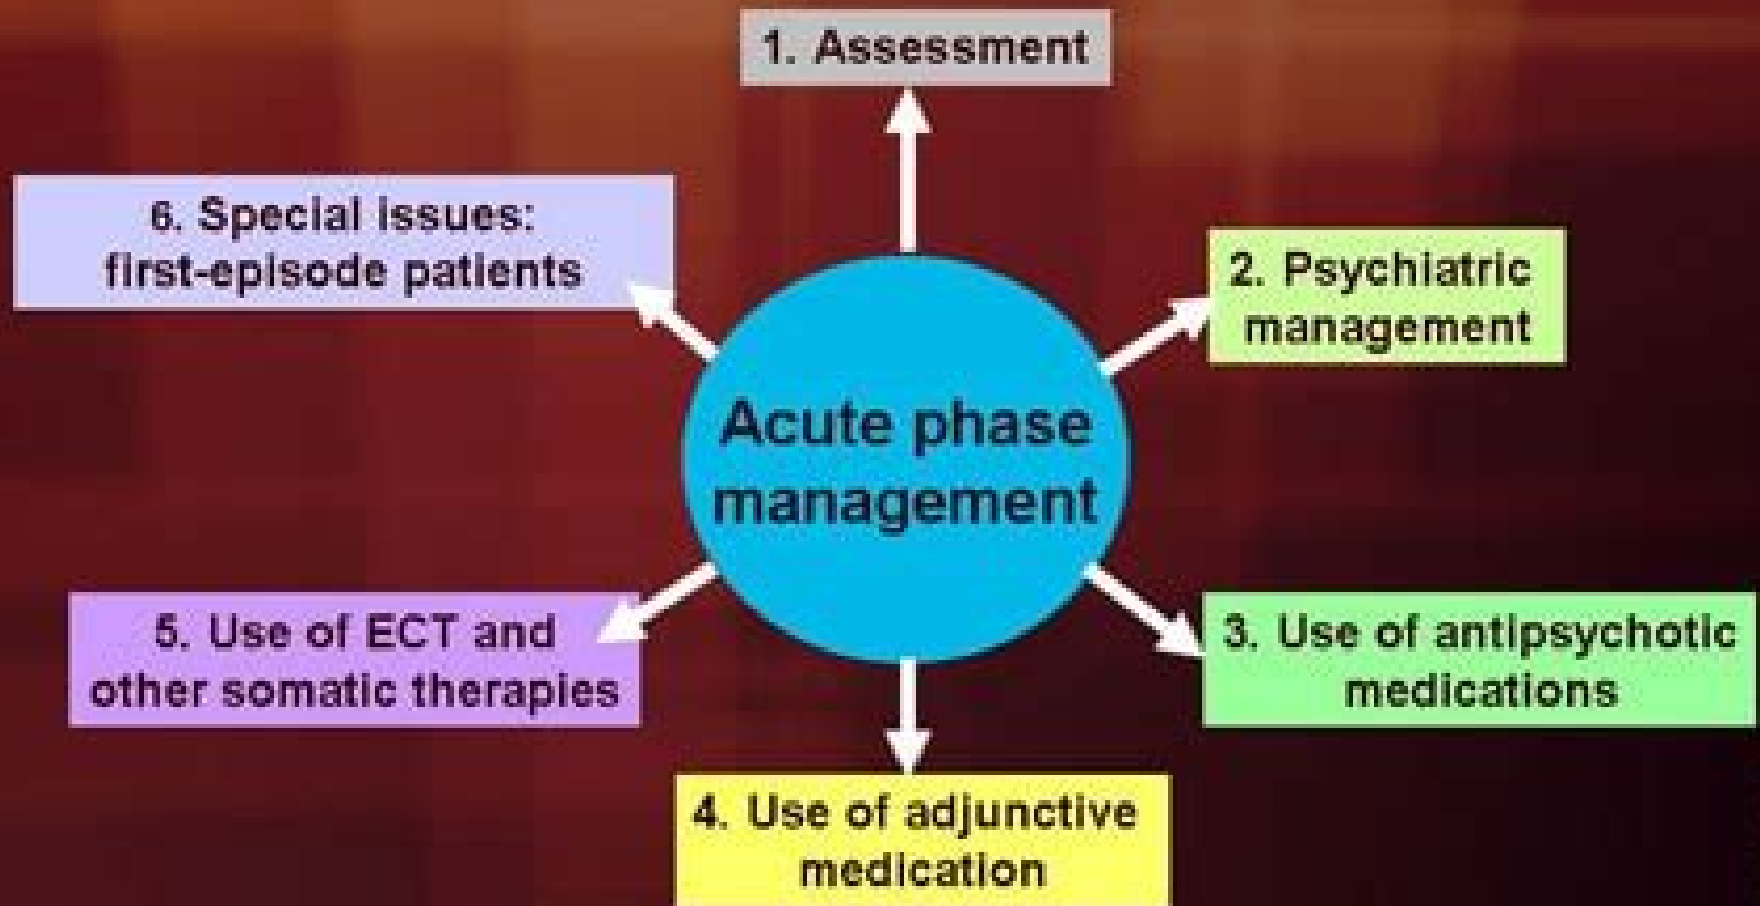 1. Assessment
6. Special issues:
first-episode patients
2. Psychiatric
management
Acute phase
management
5. Use of ECT and
other somatic therapies
3. Use of antipsychotic
medications
4. Use of adjunctive
medication